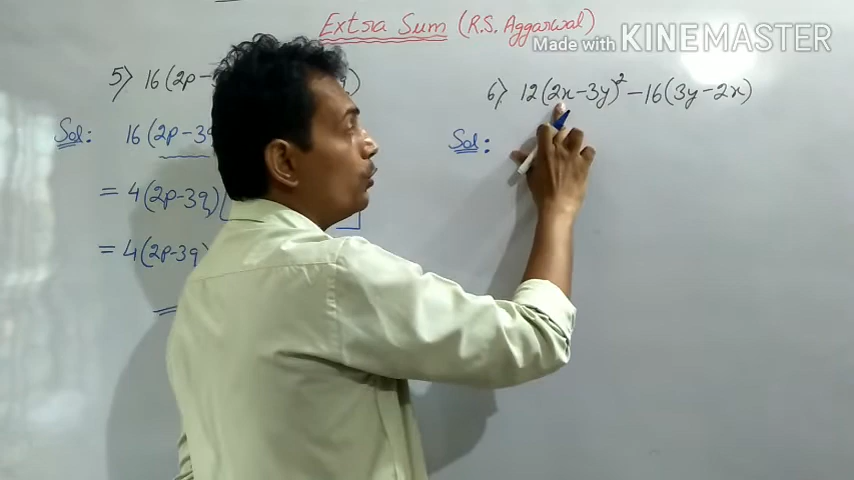 Extra Sum (R.S. Aggarwal)
Made with KINEMASTER
5) 16(2p-
Sol: 16(2p-3q
= 4(2p-3q)[
= 4(2p-3q)
6) 12(2x-3y)² -16(3y-2x)
Sol: